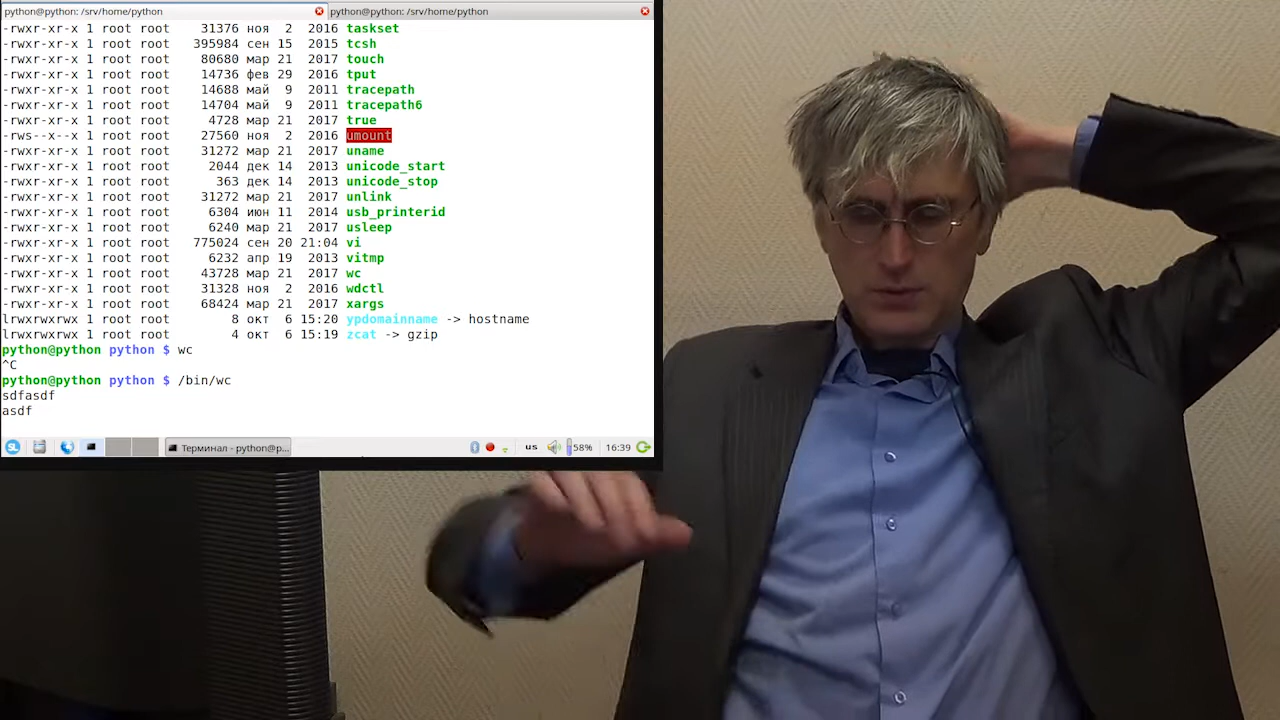 python@python: /srv/home/python
python@python: /srv/home/python
-rwxr-xr-x 1 root root 31376 ноя 2 2016 taskset
-rwxr-xr-x 1 root root 395984 сен 15 2015 tcsh
-rwxr-xr-x 1 root root 80680 мар 21 2017 touch
-rwxr-xr-x 1 root root 14736 фев 29 2016 tput
-rwxr-xr-x 1 root root 14688 май 9 2011 tracepath
-rwxr-xr-x 1 root root 14704 май 9 2011 tracepath6
-rwxr-xr-x 1 root root 4728 мар 21 2017 true
-rws--x--x 1 root root 27560 ноя 2 2016 umount
-rwxr-xr-x 1 root root 31272 мар 21 2017 uname
-rwxr-xr-x 1 root root 2044 дек 14 2013 unicode_start
-rwxr-xr-x 1 root root 363 дек 14 2013 unicode_stop
-rwxr-xr-x 1 root root 31272 мар 21 2017 unlink
-rwxr-xr-x 1 root root 6304 июн 11 2014 usb_printerid
-rwxr-xr-x 1 root root 6240 мар 21 2017 usleep
-rwxr-xr-x 1 root root 775024 сен 20 21:04 vi
-rwxr-xr-x 1 root root 6232 апр 19 2013 vitmp
-rwxr-xr-x 1 root root 43728 мар 21 2017 wc
-rwxr-xr-x 1 root root 31328 ноя 2 2016 wdctl
-rwxr-xr-x 1 root root 68424 мар 21 2017 xargs
lrwxrwxrwx 1 root root 8 окт 6 15:20 ypdomainname -> hostname
lrwxrwxrwx 1 root root 4 окт 6 15:19 zcat -> gzip
python@python python $ wc
^C
python@python python $ /bin/wc
sdfasdf
asdf
SL Терминал - python@p... us 58% 16:39